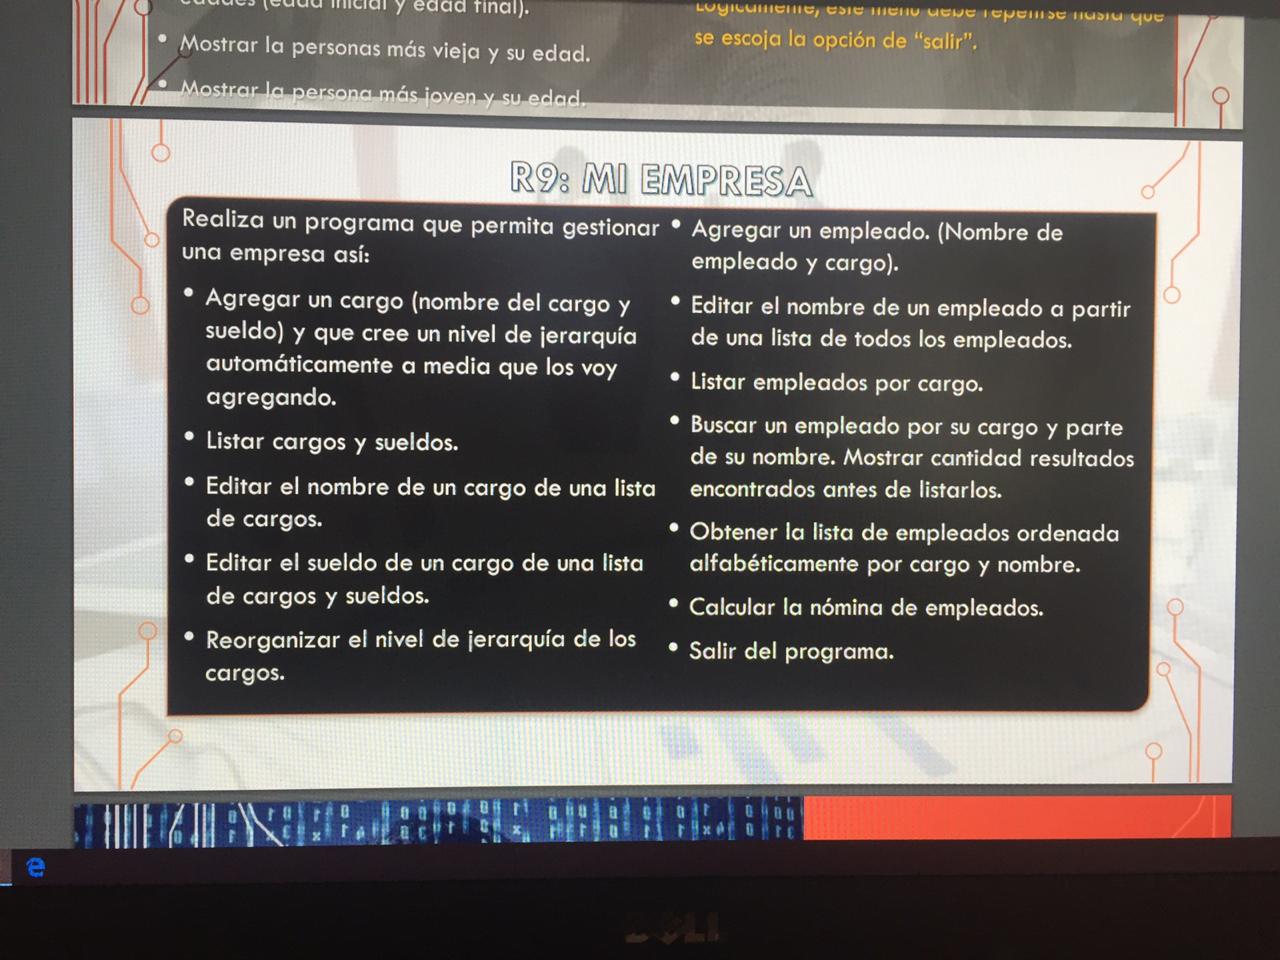 (edad inicial y edad final).
• Mostrar la personas más vieja y su edad.
• Mostrar la persona más joven y su edad.
Lógicamente, este menú debe repetirse hasta que
se escoja la opción de “salir”.
R9: MI EMPRESA
Realiza un programa que permita gestionar
una empresa así:
• Agregar un cargo (nombre del cargo y
sueldo) y que cree un nivel de jerarquía
automáticamente a media que los voy
agregando.
• Listar cargos y sueldos.
• Editar el nombre de un cargo de una lista
de cargos.
• Editar el sueldo de un cargo de una lista
de cargos y sueldos.
• Reorganizar el nivel de jerarquía de los
cargos.
• Agregar un empleado. (Nombre de
empleado y cargo).
• Editar el nombre de un empleado a partir
de una lista de todos los empleados.
• Listar empleados por cargo.
• Buscar un empleado por su cargo y parte
de su nombre. Mostrar cantidad resultados
encontrados antes de listarlos.
• Obtener la lista de empleados ordenada
alfabéticamente por cargo y nombre.
• Calcular la nómina de empleados.
• Salir del programa.
DELL